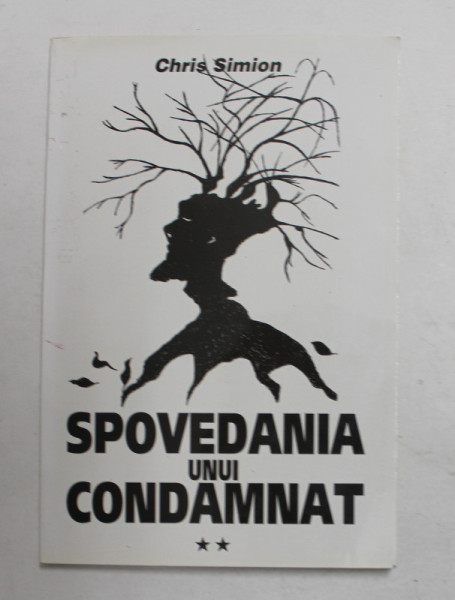 Chris Simion
SPOVEDANIA
UNUI
CONDAMNAT
★★